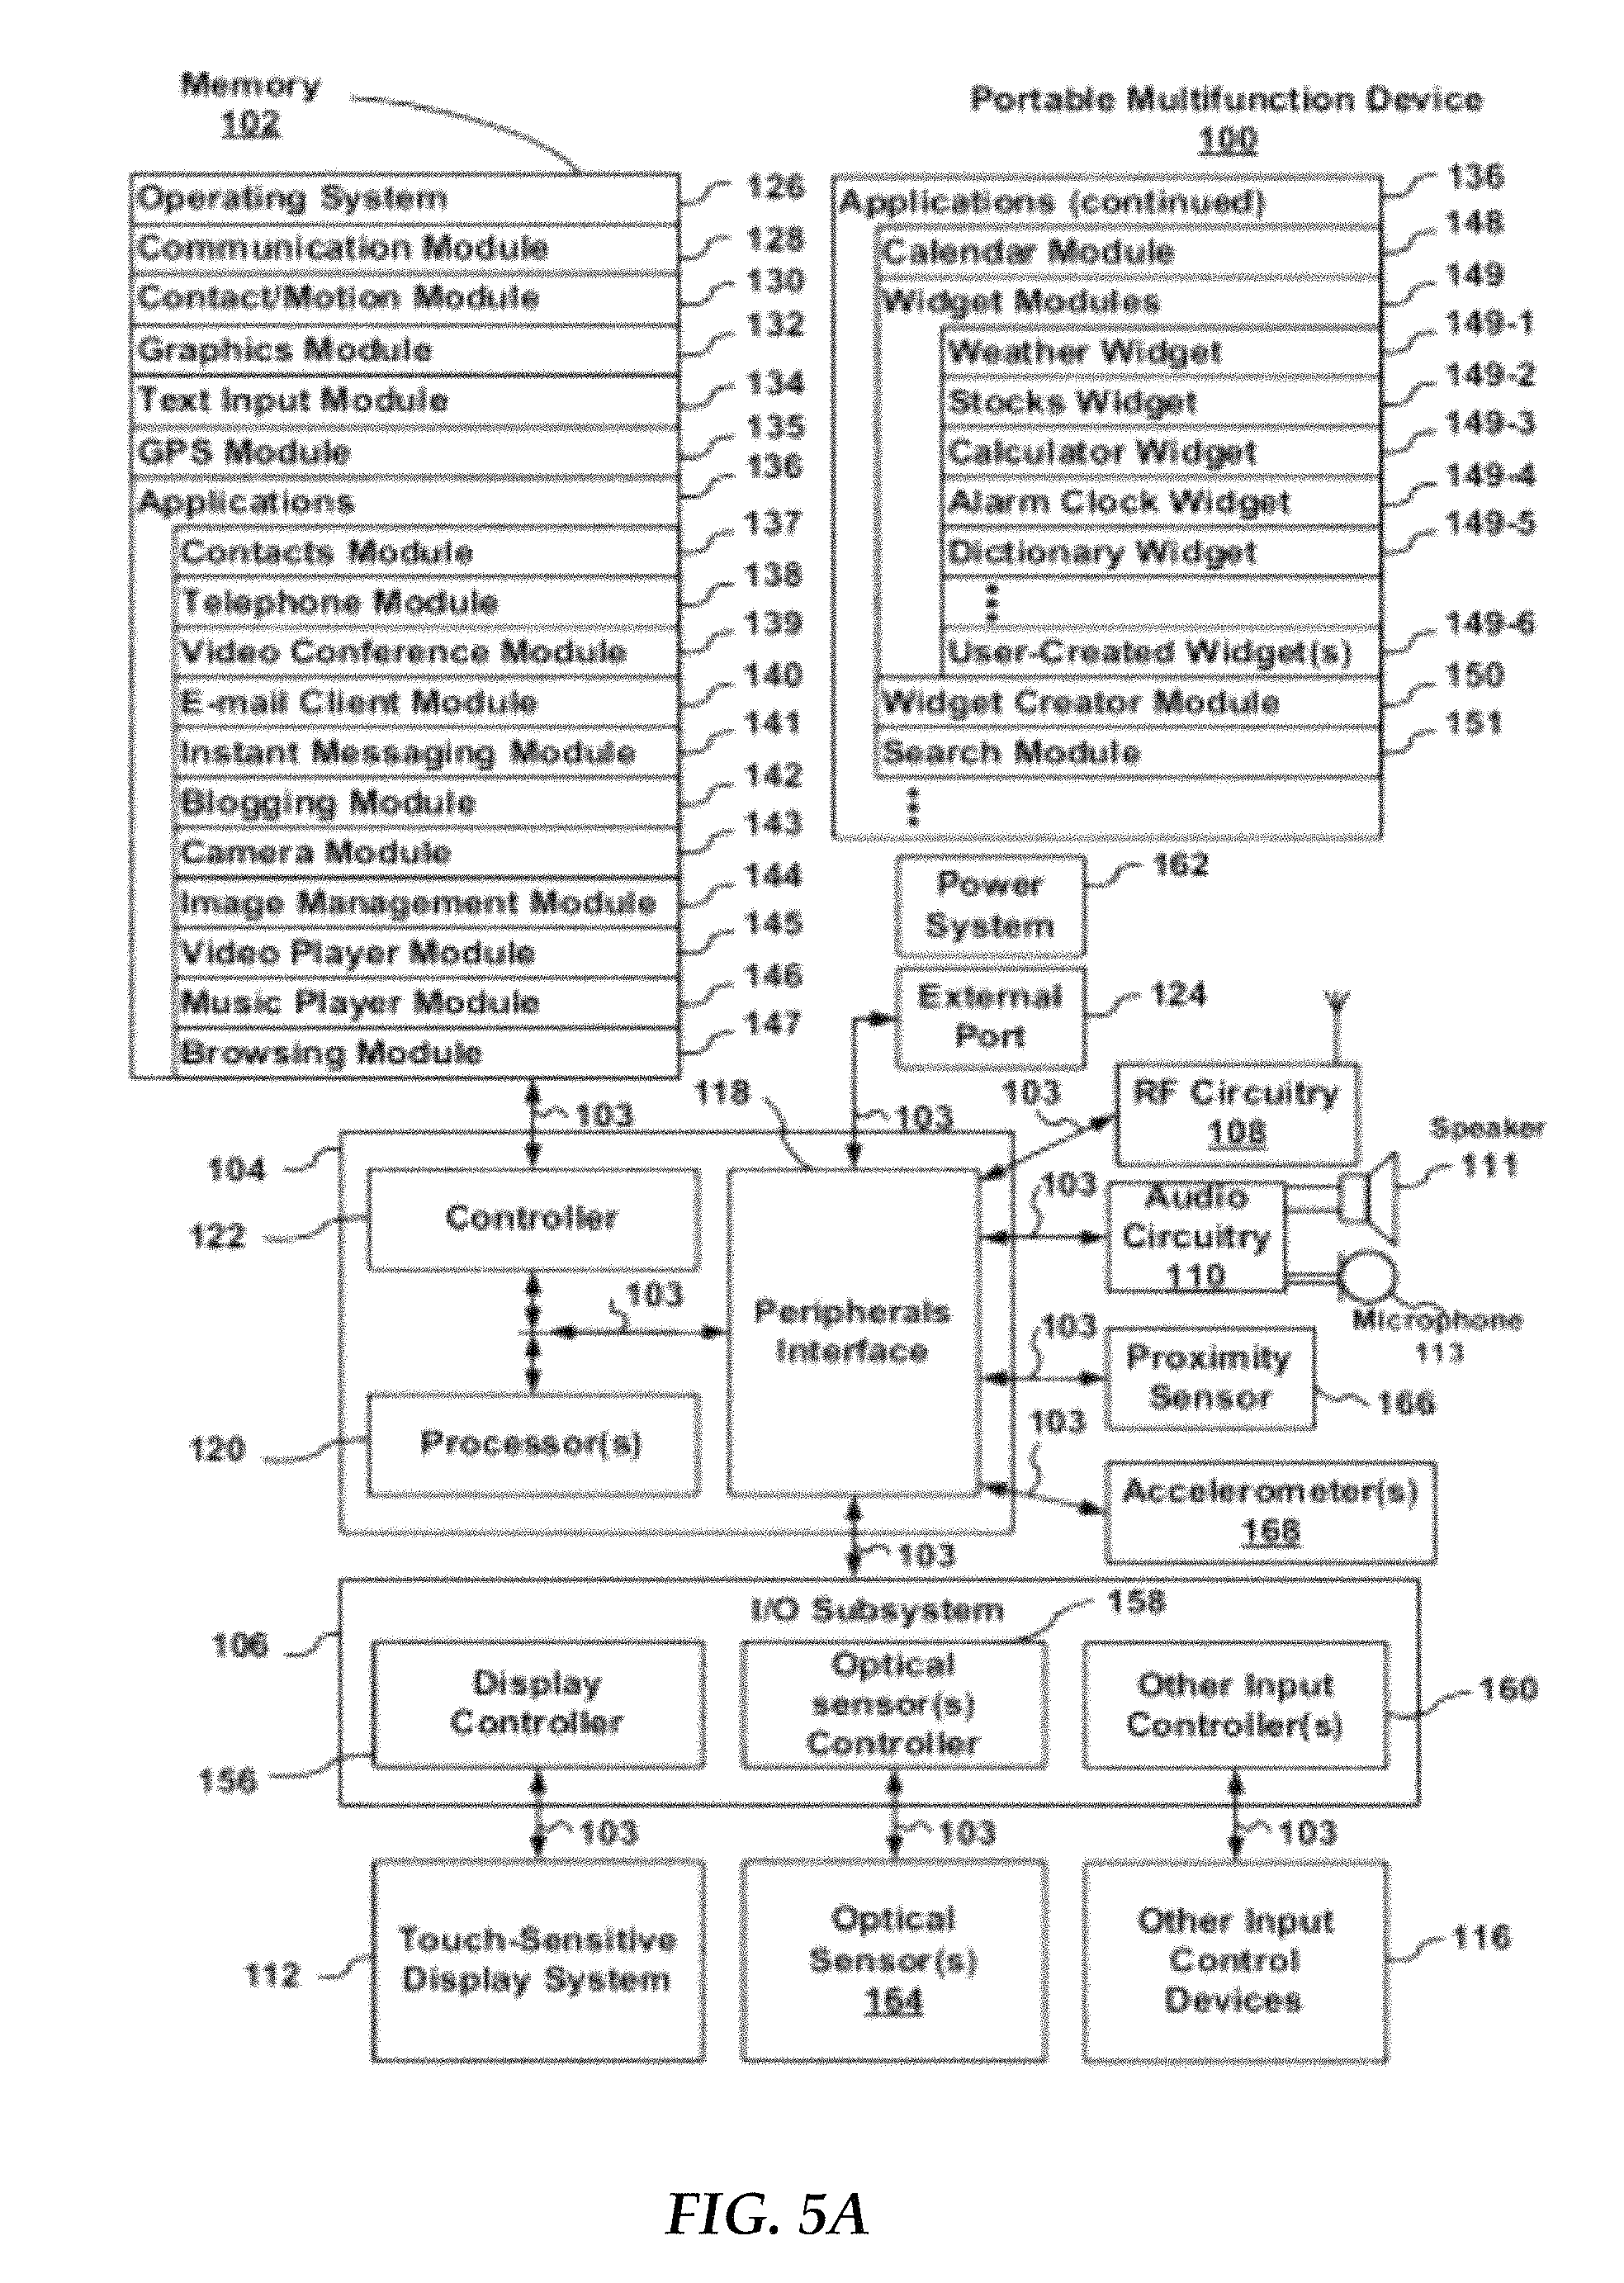 Memory
102
Portable Multifunction Device
100
Operating System
126
Communication Module
128
Contact/Motion Module
130
Graphics Module
132
Text Input Module
134
GPS Module
135
Applications
136
Contacts Module
137
Telephone Module
138
Video Conference Module
139
E-mail Client Module
140
Instant Messaging Module
141
Blogging Module
142
Camera Module
143
Image Management Module
144
Video Player Module
145
Music Player Module
146
Browsing Module
147
Applications (continued)
136
Calendar Module
148
Widget Modules
149
Weather Widget
149-1
Stocks Widget
149-2
Calculator Widget
149-3
Alarm Clock Widget
149-4
Dictionary Widget
149-5
User-Created Widget(s)
149-6
Widget Creator Module
150
Search Module
151
Power
System
162
External
Port
124
103
118
103
103
RF Circuitry
108
Speaker
111
104
Controller
122
103
Audio
Circuitry
110
103
Peripherals
Interface
Microphone
113
103
Proximity
Sensor
166
Processor(s)
120
103
Accelerometer(s)
168
103
I/O Subsystem
158
106
Display
Controller
156
Optical
sensor(s)
Controller
Other Input
Controller(s)
160
103
103
103
Touch-Sensitive
Display System
112
Optical
Sensor(s)
164
Other Input
Control
Devices
116
FIG. 5A